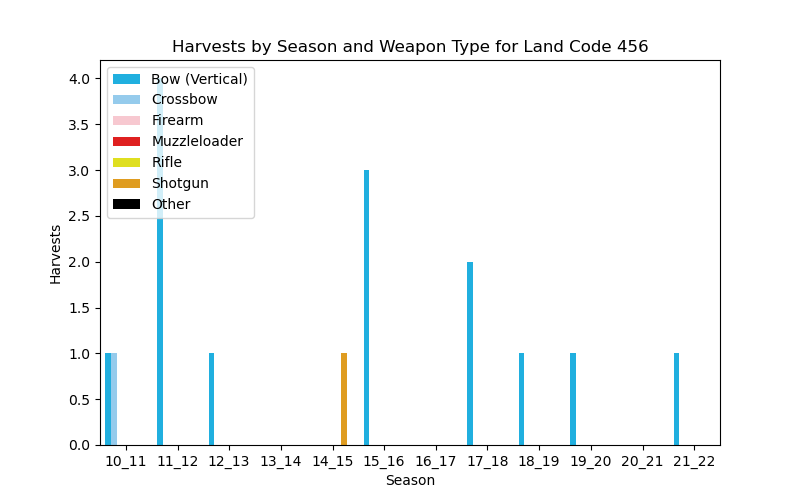 Harvests by Season and Weapon Type for Land Code 456
4.0
3.5
3.0
2.5
2.0
1.5
1.0
0.5
0.0
Harvests
Bow (Vertical)
Crossbow
Firearm
Muzzleloader
Rifle
Shotgun
Other
10_11 11_12 12_13 13_14 14_15 15_16 16_17 17_18 18_19 19_20 20_21 21_22
Season